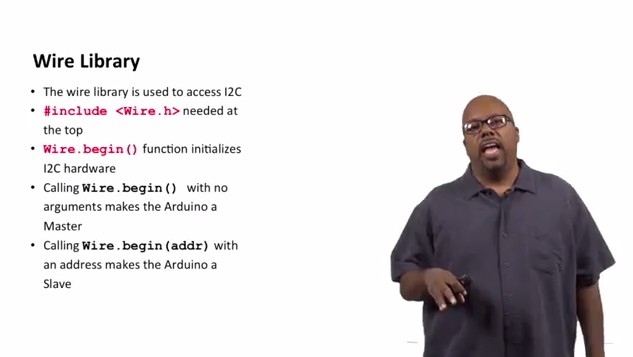 Wire Library
• The wire library is used to access I2C
• #include <Wire.h> needed at
the top
• Wire.begin() function initializes
I2C hardware
• Calling Wire.begin() with no
arguments makes the Arduino a
Master
• Calling Wire.begin(addr) with
an address makes the Arduino a
Slave